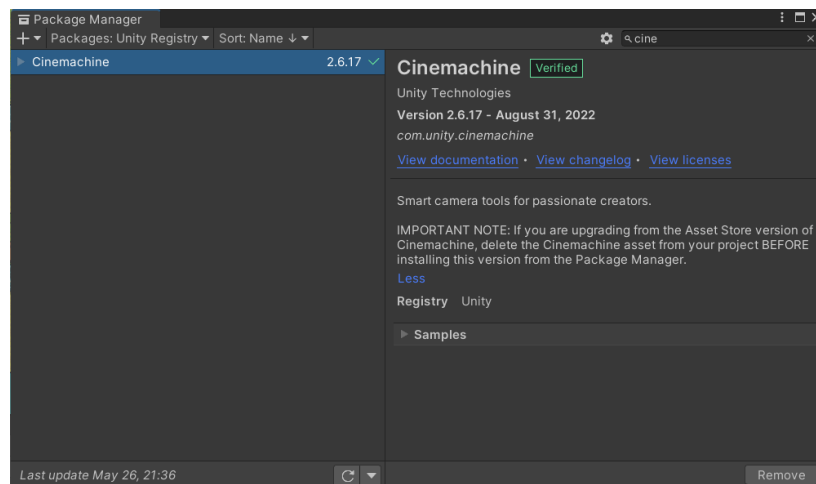 Package Manager
Packages: Unity Registry Sort: Name ↓ cine
Cinemachine 2.6.17
Cinemachine Verified
Unity Technologies
Version 2.6.17 - August 31, 2022
com.unity.cinemachine
View documentation • View changelog • View licenses
Smart camera tools for passionate creators.
IMPORTANT NOTE: If you are upgrading from the Asset Store version of
Cinemachine, delete the Cinemachine asset from your project BEFORE
installing this version from the Package Manager.
Less
Registry Unity
Samples
Last update May 26, 21:36
Remove